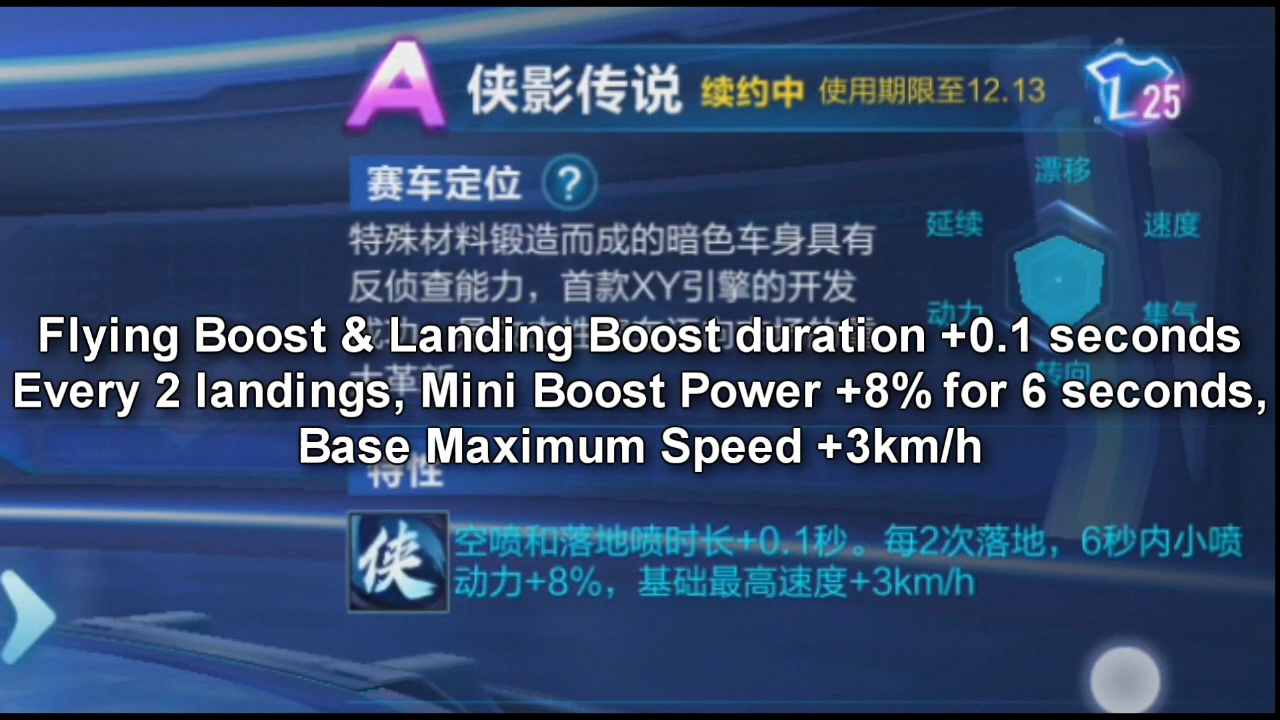 A 侠影传说 续约中 使用期限至12.13 L 25
赛车定位 ?
漂移
延续 速度
动力 集气
转向
特殊材料锻造而成的暗色车身具有
反侦查能力，首款XY引擎的开发
Flying Boost & Landing Boost duration +0.1 seconds
Every 2 landings, Mini Boost Power +8% for 6 seconds,
Base Maximum Speed +3km/h
特性
侠
空喷和落地喷时长+0.1秒。每2次落地，6秒内小喷
动力+8%，基础最高速度+3km/h